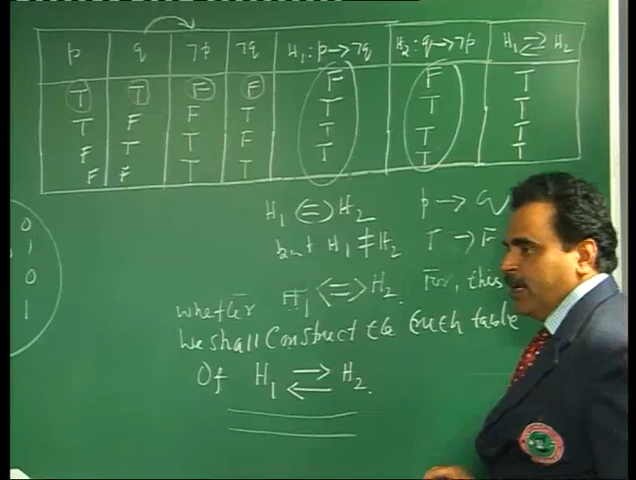 p q ¬p ¬q H₁: p→¬q H₂: q→¬p H₁ ⇄ H₂
T T F F F F T
T F F T T T T
F T T F T T T
F F T T T T T
H₁ ⇔ H₂ p → q
but H₁ ≠ H₂ T → F
0
1
0
1
whether H₁ ⇔ H₂. For, this
we shall construct the truth table
Of H₁ ⇄ H₂.